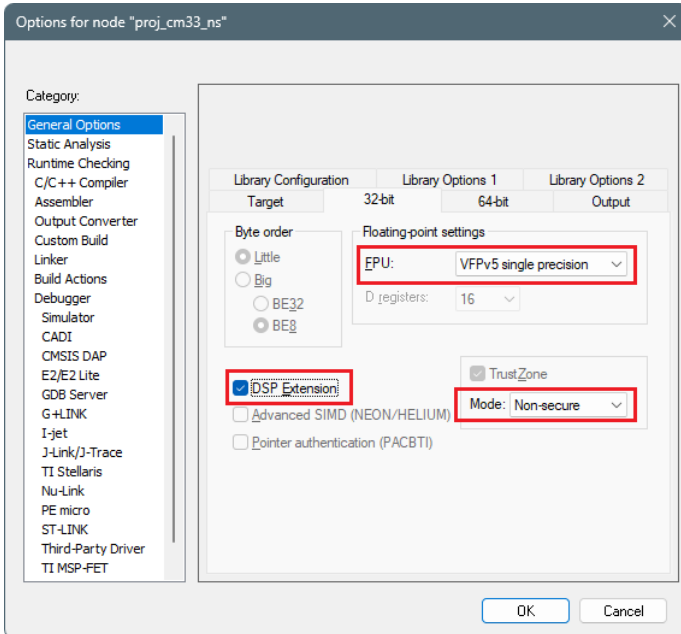 Options for node "proj_cm33_ns"
Category:
General Options
Static Analysis
Runtime Checking
C/C++ Compiler
Assembler
Output Converter
Custom Build
Linker
Build Actions
Debugger
Simulator
CADI
CMSIS DAP
E2/E2 Lite
GDB Server
G+LINK
I-jet
J-Link/J-Trace
TI Stellaris
Nu-Link
PE micro
ST-LINK
Third-Party Driver
TI MSP-FET
Library Configuration Library Options 1 Library Options 2
Target 32-bit 64-bit Output
Byte order
Little
Big
BE32
BE8
Floating-point settings
FPU: VFPv5 single precision
D registers: 16
DSP Extension
Advanced SIMD (NEON/HELIUM)
Pointer authentication (PACBTI)
TrustZone
Mode: Non-secure
OK Cancel